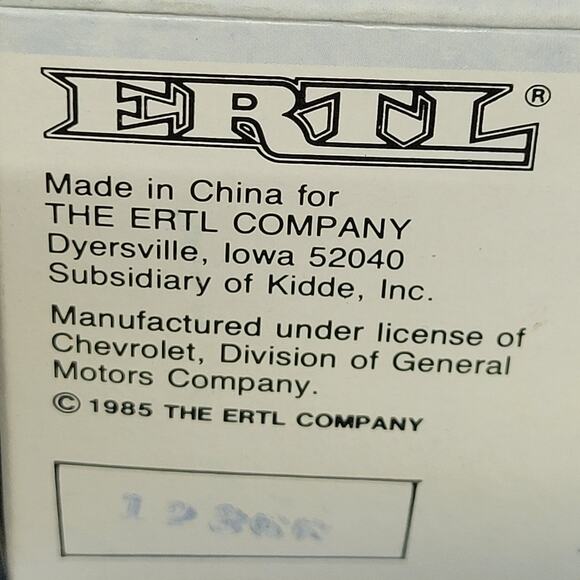 ERTL®
Made in China for
THE ERTL COMPANY
Dyersville, Iowa 52040
Subsidiary of Kidde, Inc.
Manufactured under license of
Chevrolet, Division of General
Motors Company.
© 1985 THE ERTL COMPANY